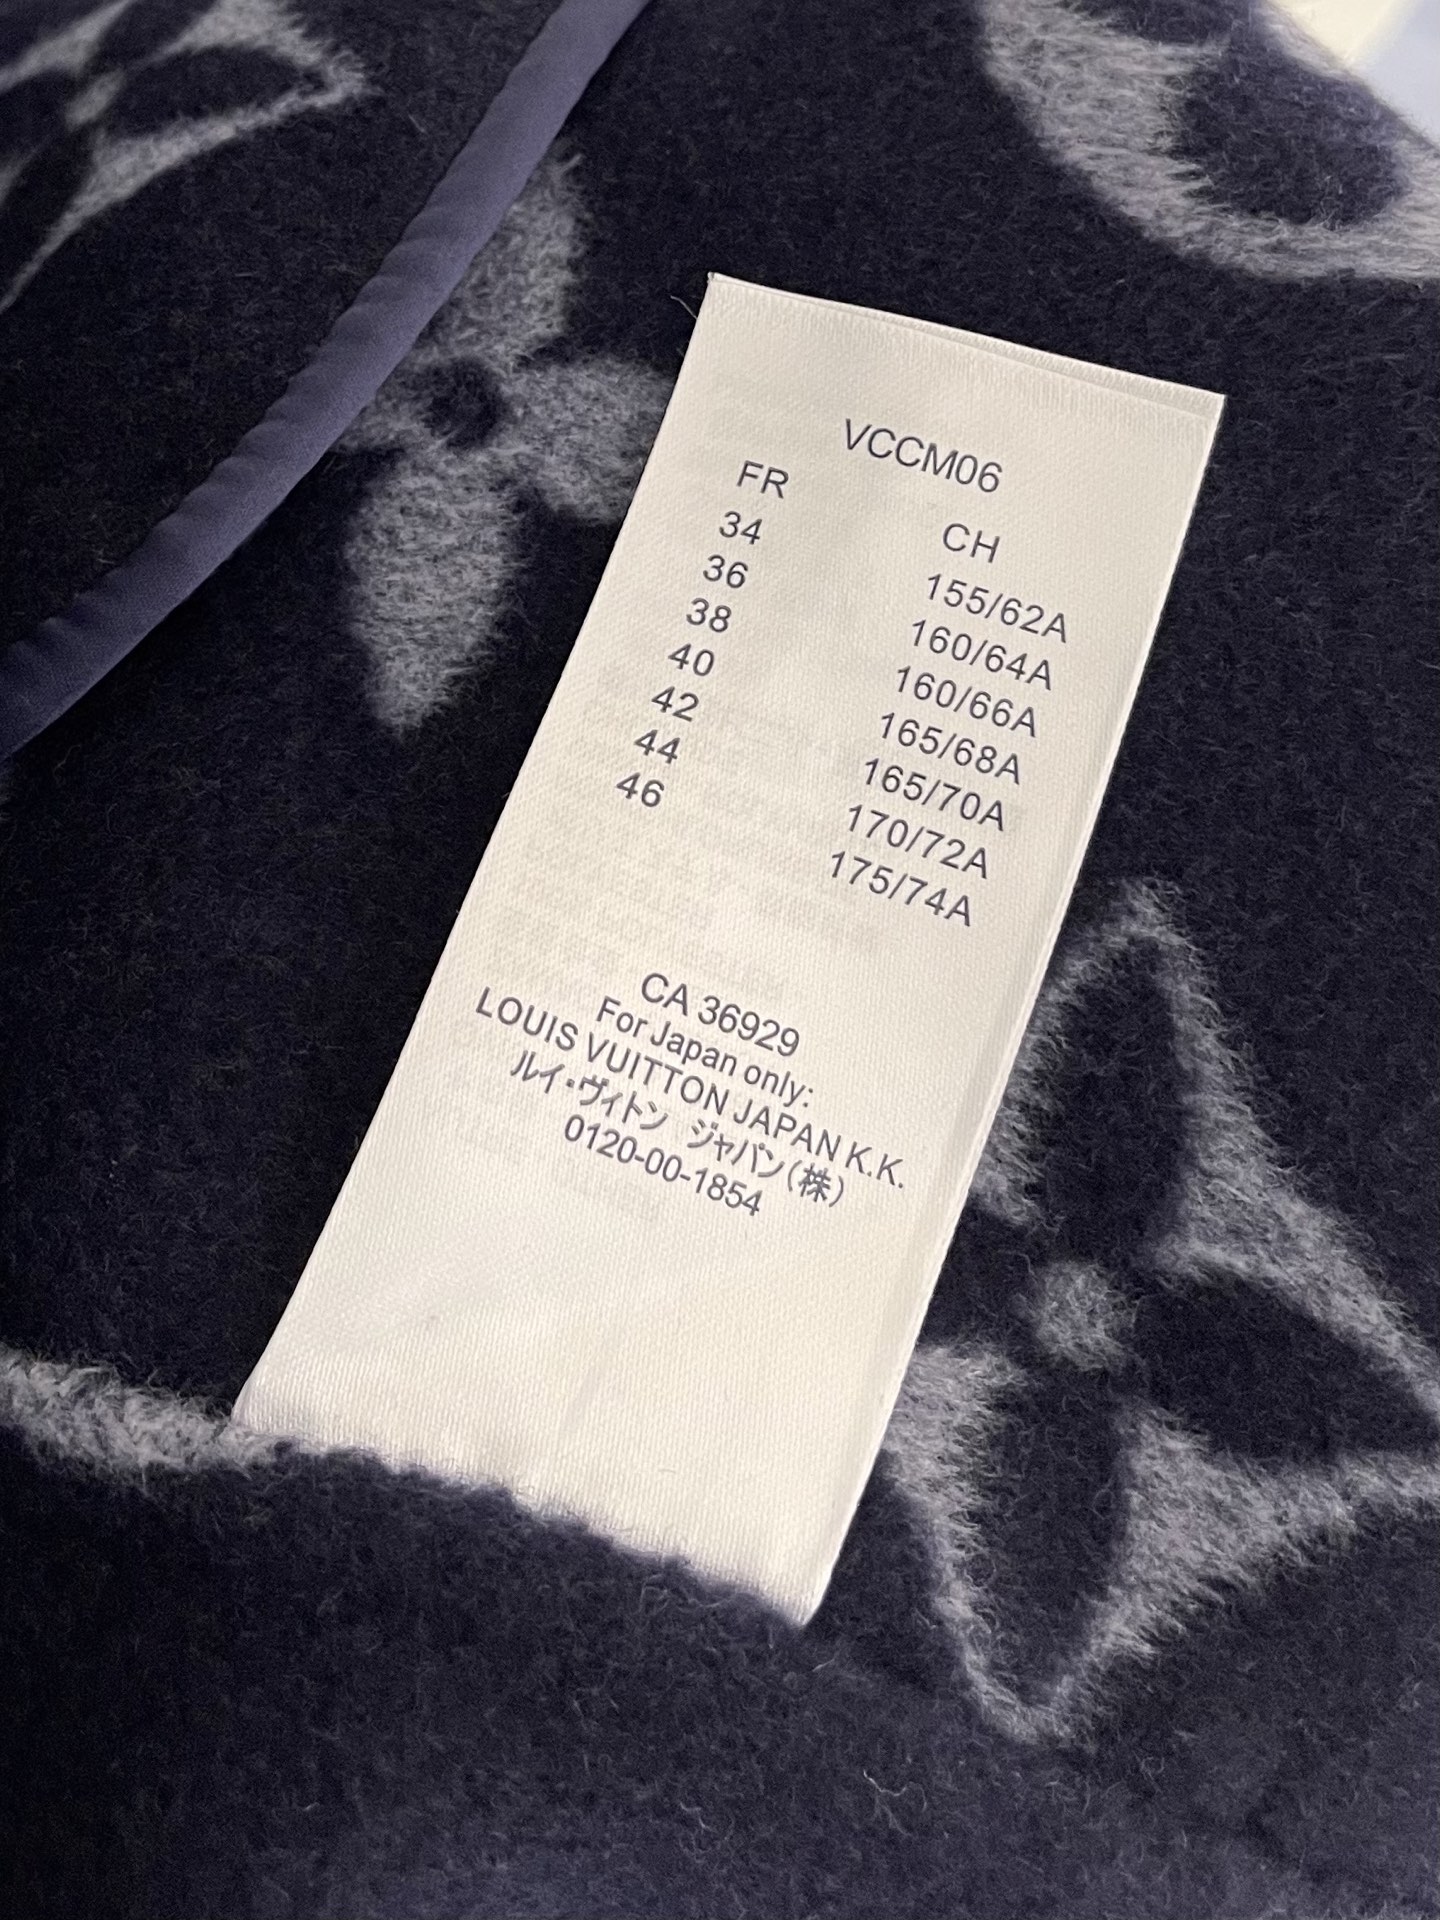 VCCM06
FR CH
34 155/62A
36 160/64A
38 160/66A
40 165/68A
42 165/70A
44 170/72A
46 175/74A
CA 36929
For Japan only:
LOUIS VUITTON JAPAN K.K.
ルイ・ヴィトン ジャパン(株)
0120-00-1854